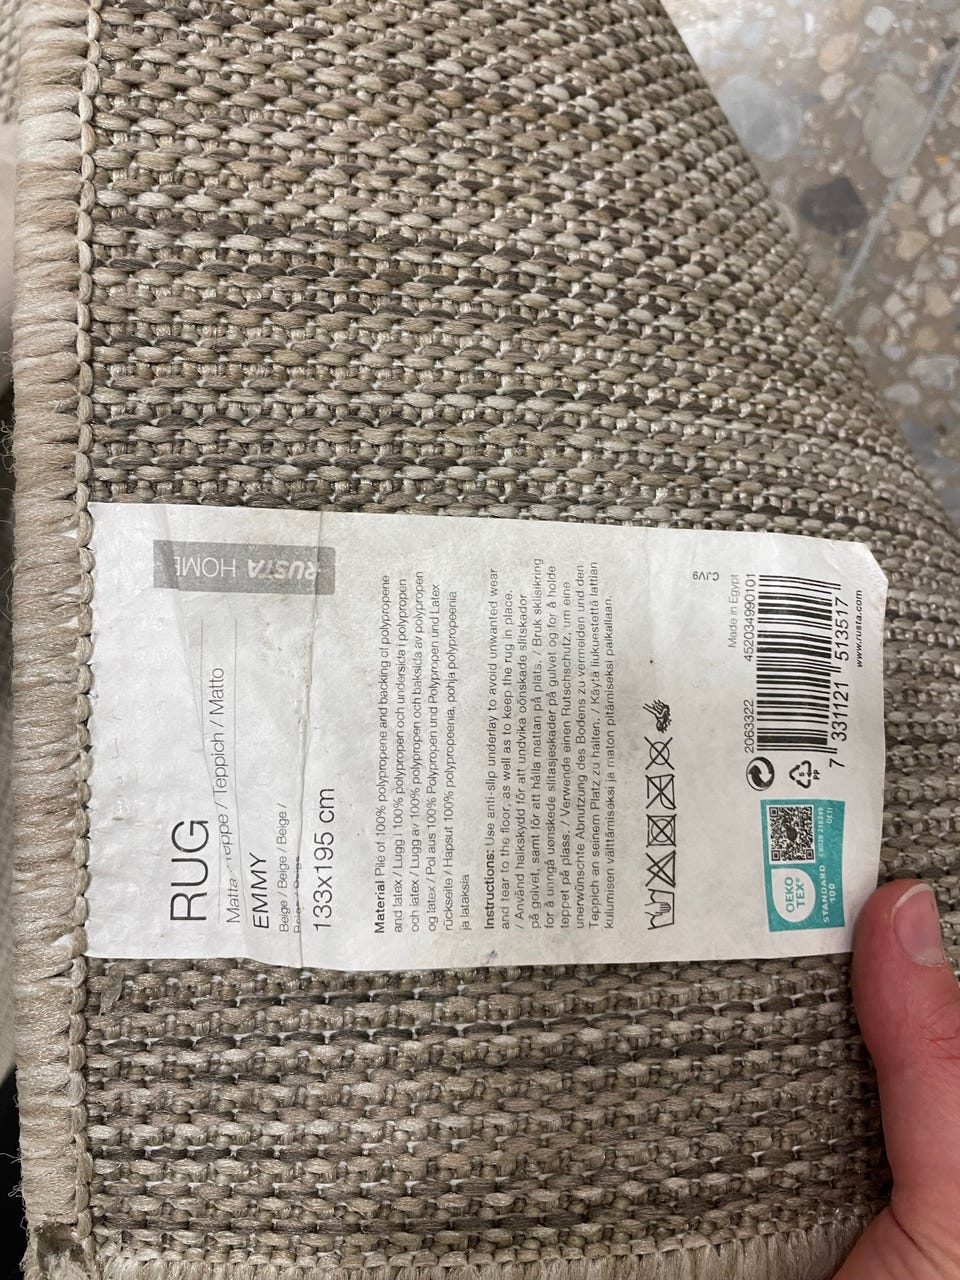 RUSTA HOME
RUG
Matta / Teppe / Teppich / Matto
EMMY
Beige / Beige / Beige /
Beige
133x195 cm
Material Pile of 100% polypropene and backing of polypropene
and latex / Lugg i 100% polypropen och undersida i polypropen
och latex / Lugg av 100% polypropen och baksida av polypropen
og latex / Pol aus 100% Polypropen und Polypropen und Latex
rückseite / Hapsut 100% polypropeenia, pohja polypropeenia
ja lataksia
Instructions: Use anti-slip underlay to avoid unwanted wear
and tear to the floor, as well as to keep the rug in place.
/ Använd halkskydd för att undvika oönskade slitskador
på golvet, samt för att hålla mattan på plats. / Bruk sklisikring
for å unngå uønskede slitasjeskader på gulvet og for å holde
teppet på plass. / Verwende einen Rutschschutz, um eine
unerwünschte Abnutzung des Bodens zu vermeiden und den
Teppich an seinem Platz zu halten. / Käytä liukuestettä lattian
kulumisen välttämiseksi ja maton pitämiseksi paikallaan.
CJV9
Made in Egypt
2063322 452034990101
7 331121 513517
www.rusta.com
PP
OEKO
TEX®
STANDARD
100
OETI